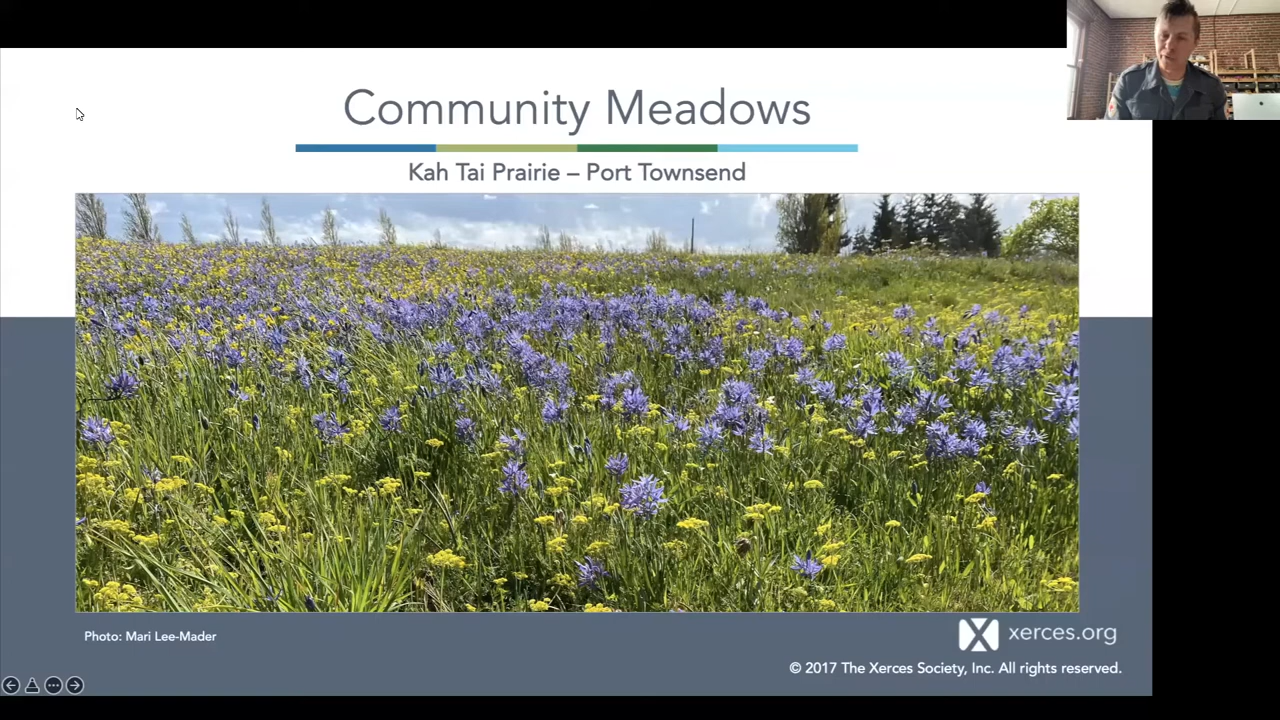 Community Meadows
Kah Tai Prairie – Port Townsend
Photo: Mari Lee-Mader
xerces.org
© 2017 The Xerces Society, Inc. All rights reserved.